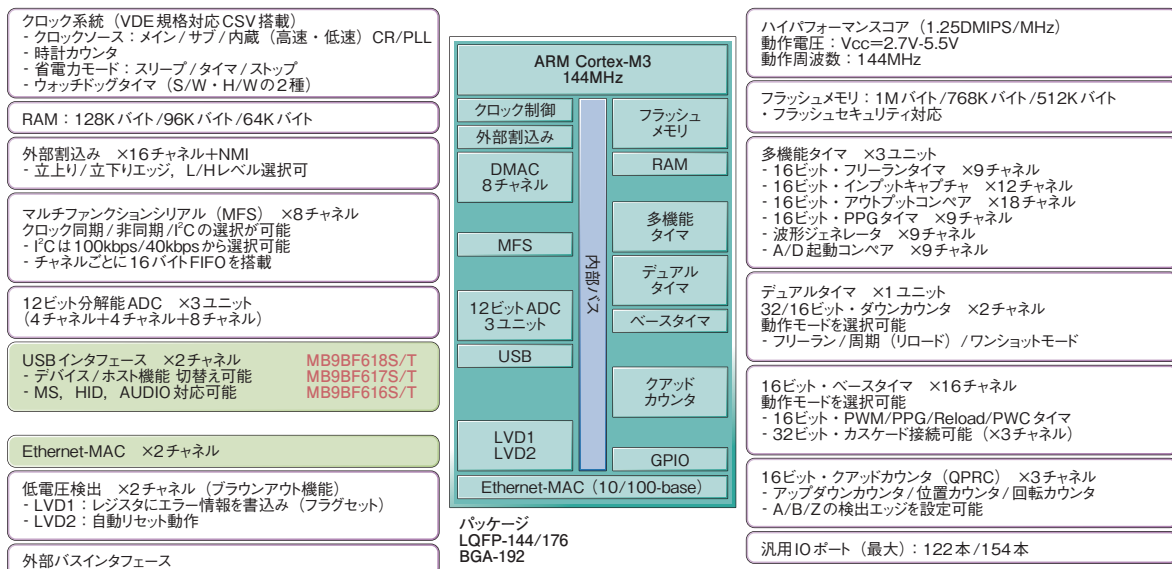 クロック系統（VDE規格対応CSV搭載）
- クロックソース：メイン/サブ/内蔵（高速・低速）CR/PLL
- 時計カウンタ
- 省電力モード：スリープ/タイマ/ストップ
- ウォッチドッグタイマ（S/W・H/Wの2種）
RAM：128Kバイト/96Kバイト/64Kバイト
外部割込み ×16チャネル＋NMI
- 立上り/立下りエッジ，L/Hレベル選択可
マルチファンクションシリアル（MFS）×8チャネル
クロック同期/非同期/I²Cの選択が可能
- I²Cは100kbps/40kbpsから選択可能
- チャネルごとに16バイトFIFOを搭載
12ビット分解能ADC ×3ユニット
（4チャネル＋4チャネル＋8チャネル）
USBインタフェース ×2チャネル MB9BF618S/T
- デバイス/ホスト機能 切替え可能 MB9BF617S/T
- MS，HID，AUDIO対応可能 MB9BF616S/T
Ethernet-MAC ×2チャネル
低電圧検出 ×2チャネル（ブラウンアウト機能）
- LVD1：レジスタにエラー情報を書込み（フラグセット）
- LVD2：自動リセット動作
外部バスインタフェース
ARM Cortex-M3
144MHz
クロック制御
外部割込み
DMAC
8チャネル
MFS
12ビットADC
3ユニット
USB
LVD1
LVD2
内部バス
フラッシュ
メモリ
RAM
多機能
タイマ
デュアル
タイマ
ベースタイマ
クアッド
カウンタ
GPIO
Ethernet-MAC（10/100-base）
パッケージ
LQFP-144/176
BGA-192
ハイパフォーマンスコア（1.25DMIPS/MHz）
動作電圧：Vcc＝2.7V-5.5V
動作周波数：144MHz
フラッシュメモリ：1Mバイト/768Kバイト/512Kバイト
・フラッシュセキュリティ対応
多機能タイマ ×3ユニット
- 16ビット・フリーランタイマ ×9チャネル
- 16ビット・インプットキャプチャ ×12チャネル
- 16ビット・アウトプットコンペア ×18チャネル
- 16ビット・PPGタイマ ×9チャネル
- 波形ジェネレータ ×9チャネル
- A/D起動コンペア ×9チャネル
デュアルタイマ ×1ユニット
32/16ビット・ダウンカウンタ ×2チャネル
動作モードを選択可能
- フリーラン/周期（リロード）/ワンショットモード
16ビット・ベースタイマ ×16チャネル
動作モードを選択可能
- 16ビット・PWM/PPG/Reload/PWCタイマ
- 32ビット・カスケード接続可能（×3チャネル）
16ビット・クアッドカウンタ（QPRC）×3チャネル
- アップダウンカウンタ/位置カウンタ/回転カウンタ
- A/B/Zの検出エッジを設定可能
汎用IOポート（最大）：122本/154本